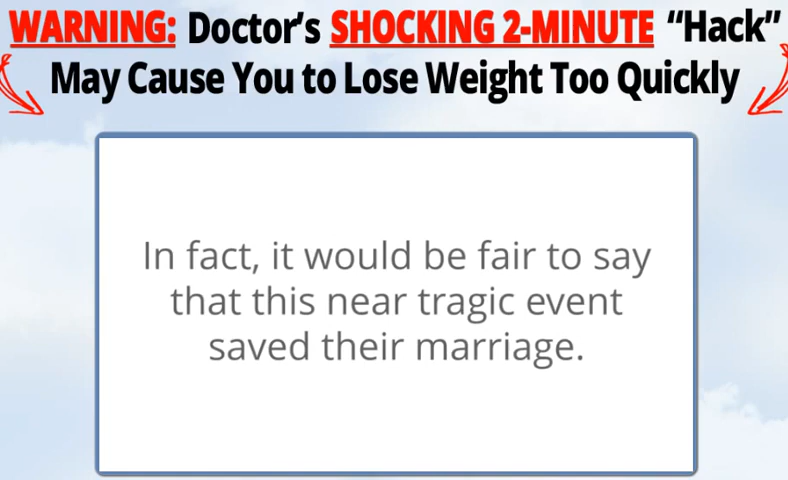 WARNING: Doctor's SHOCKING 2-MINUTE “Hack”
May Cause You to Lose Weight Too Quickly
In fact, it would be fair to say
that this near tragic event
saved their marriage.